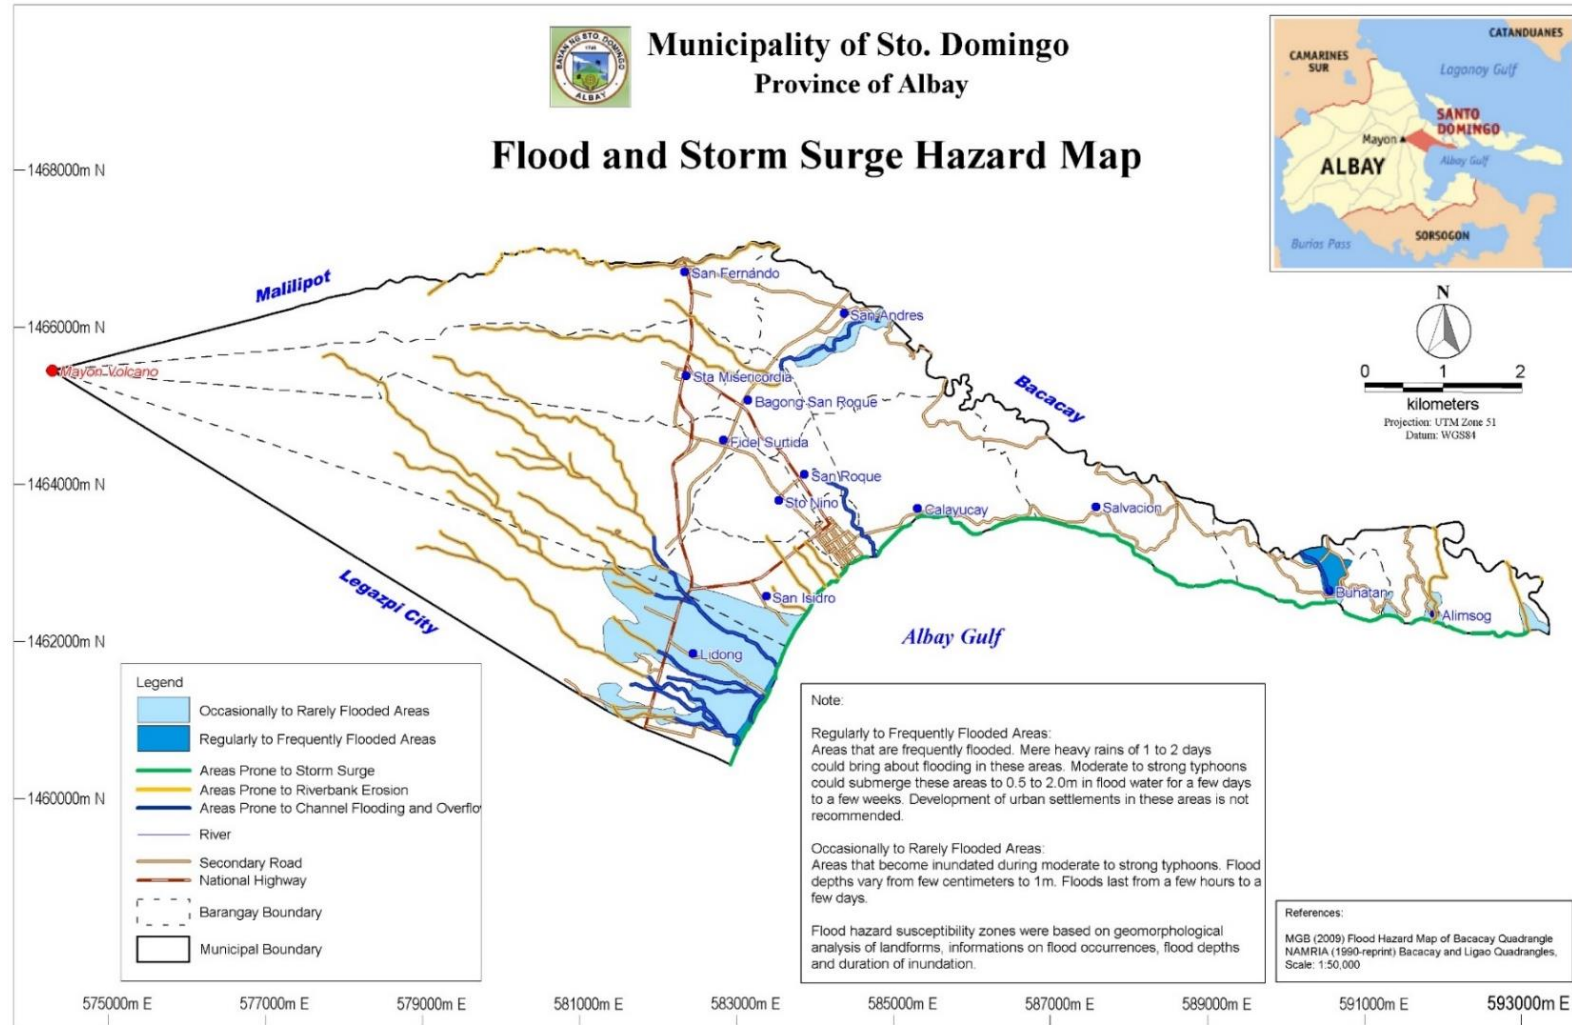 BAYAN NG STO. DOMINGO
ALBAY
Municipality of Sto. Domingo
Province of Albay
Flood and Storm Surge Hazard Map
CATANDUANES
CAMARINES
SUR
Lagonoy Gulf
SANTO
DOMINGO
Mayon
ALBAY
Albay Gulf
SORSOGON
Burias Pass
N
0 1 2
kilometers
Projection: UTM Zone 51
Datum: WGS84
1468000m N
1466000m N
1464000m N
1462000m N
1460000m N
Malilipot
San Fernándo
San Andres
Mayon Volcano
Sta Misericordia
Bacacay
Bagong San Roque
Fidel Surtida
San Roque
Sto Nino
Calayucay
Salvacion
Legazpi City
San Isidro
Buhatan
Alimsog
Albay Gulf
Lidong
Legend
Occasionally to Rarely Flooded Areas
Regularly to Frequently Flooded Areas
Areas Prone to Storm Surge
Areas Prone to Riverbank Erosion
Areas Prone to Channel Flooding and Overflo
River
Secondary Road
National Highway
Barangay Boundary
Municipal Boundary
Note:
Regularly to Frequently Flooded Areas:
Areas that are frequently flooded. Mere heavy rains of 1 to 2 days
could bring about flooding in these areas. Moderate to strong typhoons
could submerge these areas to 0.5 to 2.0m in flood water for a few days
to a few weeks. Development of urban settlements in these areas is not
recommended.
Occasionally to Rarely Flooded Areas:
Areas that become inundated during moderate to strong typhoons. Flood
depths vary from few centimeters to 1m. Floods last from a few hours to a
few days.
Flood hazard susceptibility zones were based on geomorphological
analysis of landforms, informations on flood occurrences, flood depths
and duration of inundation.
References:
MGB (2009) Flood Hazard Map of Bacacay Quadrangle
NAMRIA (1990-reprint) Bacacay and Ligao Quadrangles,
Scale: 1:50,000
575000m E
577000m E
579000m E
581000m E
583000m E
585000m E
587000m E
589000m E
591000m E
593000m E